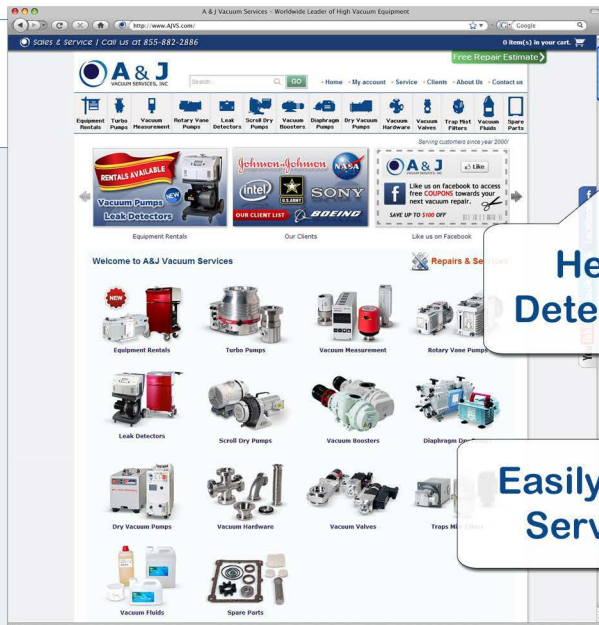 A & J Vacuum Services – Worldwide Leader of High Vacuum Equipment
http://www.AJVS.com/
Google
Sales & Service | Call us at 855-882-2886
0 item(s) in your cart.
Free Repair Estimate
A & J
VACUUM SERVICES, INC
Search...
GO
Home
My account
Service
Clients
About Us
Contact us
Equipment Rentals
Turbo Pumps
Vacuum Measurement
Rotary Vane Pumps
Leak Detectors
Scroll Dry Pumps
Vacuum Boosters
Diaphragm Pumps
Dry Vacuum Pumps
Vacuum Hardware
Vacuum Valves
Trap Mist Filters
Vacuum Fluids
Spare Parts
Serving customers since year 2000!
RENTALS AVAILABLE
NEW
Vacuum Pumps
Leak Detectors
Johnson & Johnson
NASA
intel
U.S.ARMY
SONY
OUR CLIENT LIST
BOEING
A & J
VACUUM SERVICES, INC
Like
Like us on facebook to access
free COUPONS towards your
next vacuum repair.
SAVE UP TO $100 OFF
Equipment Rentals
Our Clients
Like us on Facebook
Welcome to A&J Vacuum Services
Repairs & Se
He
Dete
NEW
Equipment Rentals
Turbo Pumps
Vacuum Measurement
Rotary Vane Pumps
Leak Detectors
Scroll Dry Pumps
Vacuum Boosters
Diaphragm Dry
Easily
Serv
Dry Vacuum Pumps
Vacuum Hardware
Vacuum Valves
Traps Mi
Vacuum Fluids
Spare Parts